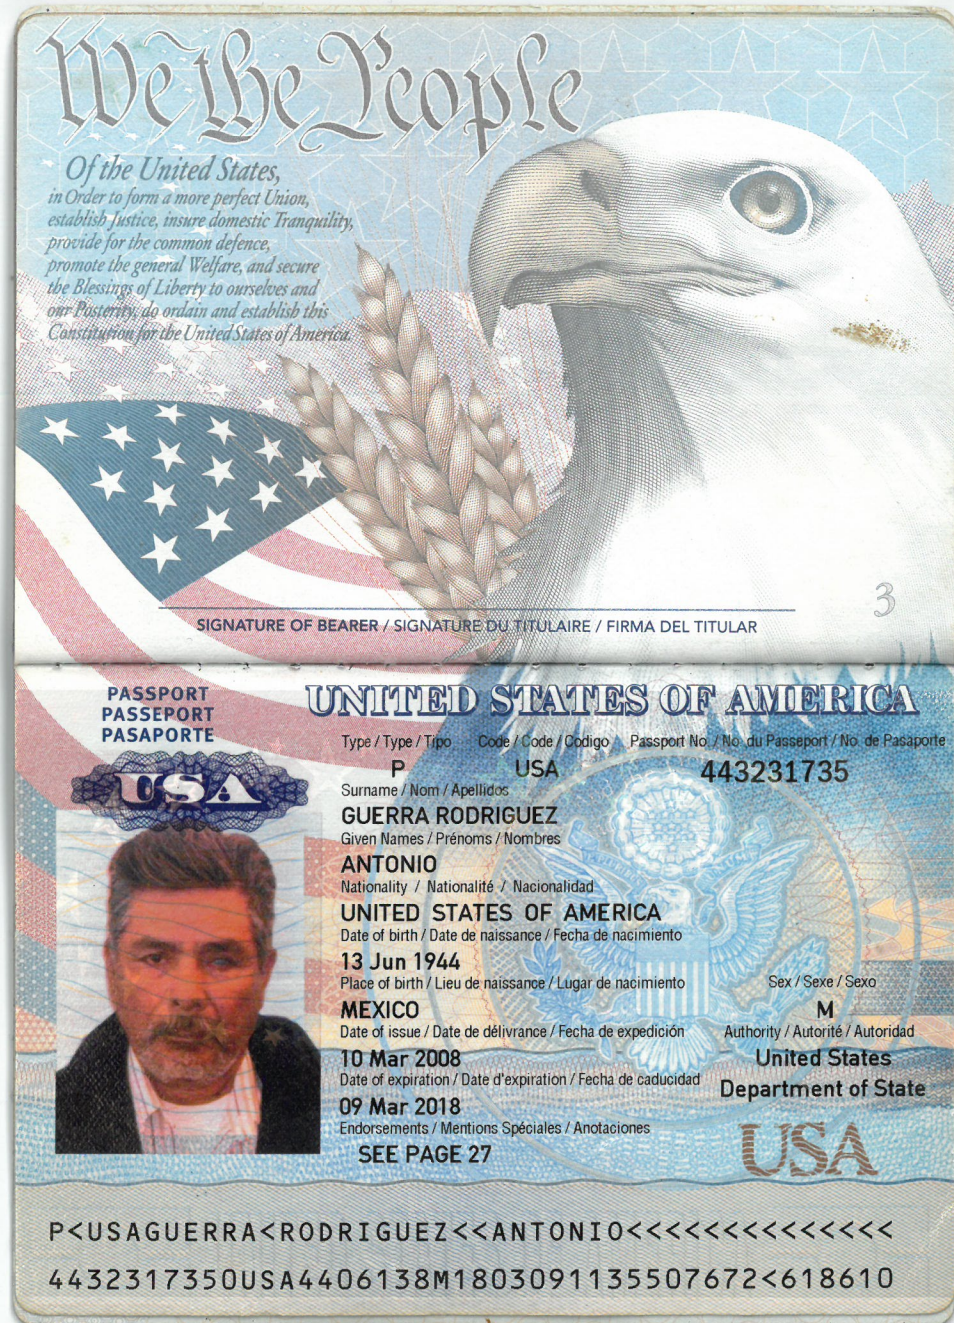 We the People
Of the United States,
in Order to form a more perfect Union,
establish Justice, insure domestic Tranquility,
provide for the common defence,
promote the general Welfare, and secure
the Blessings of Liberty to ourselves and
our Posterity, do ordain and establish this
Constitution for the United States of America.
3
SIGNATURE OF BEARER / SIGNATURE DU TITULAIRE / FIRMA DEL TITULAR
PASSPORT
PASSEPORT
PASAPORTE
USA
UNITED STATES OF AMERICA
Type / Type / Tipo Code / Code / Codigo Passport No. / No. du Passeport / No. de Pasaporte
P USA 443231735
Surname / Nom / Apellidos
GUERRA RODRIGUEZ
Given Names / Prénoms / Nombres
ANTONIO
Nationality / Nationalité / Nacionalidad
UNITED STATES OF AMERICA
Date of birth / Date de naissance / Fecha de nacimiento
13 Jun 1944
Place of birth / Lieu de naissance / Lugar de nacimiento Sex / Sexe / Sexo
MEXICO M
Date of issue / Date de délivrance / Fecha de expedición Authority / Autorité / Autoridad
10 Mar 2008 United States
Date of expiration / Date d'expiration / Fecha de caducidad Department of State
09 Mar 2018
Endorsements / Mentions Spéciales / Anotaciones
SEE PAGE 27
USA
P<USAGUERRA<RODRIGUEZ<<ANTONIO<<<<<<<<<<<<<<
4432317350USA4406138M1803091135507672<618610